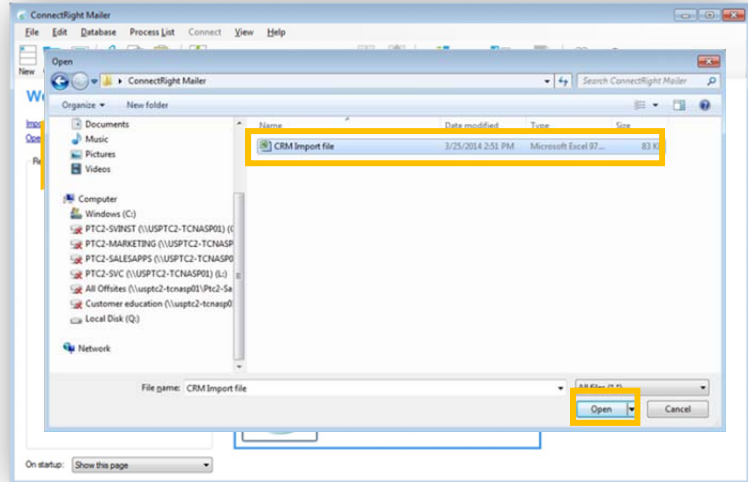 ConnectRight Mailer
File Edit Database Process List Connect View Help
New
Open
ConnectRight Mailer
Search ConnectRight Mailer
Organize New folder
Name Date modified Type Size
Documents
Music
Pictures
Videos
CRM Import file 3/25/2014 2:51 PM Microsoft Excel 97... 83 K
Computer
Windows (C:)
PTC2-SVINST (\\USPTC2-TCNASP01) (
PTC2-MARKETING (\\USPTC2-TCNASP
PTC2-SALESAPPS (\\USPTC2-TCNASP0
PTC2-SVC (\\USPTC2-TCNASP01) (L:)
All Offsites (\\usptc2-tcnasp01\Ptc2-Sa
Customer education (\\usptc2-tcnasp0
Local Disk (Q:)
Network
File name: CRM Import file
Open Cancel
On startup: Show this page